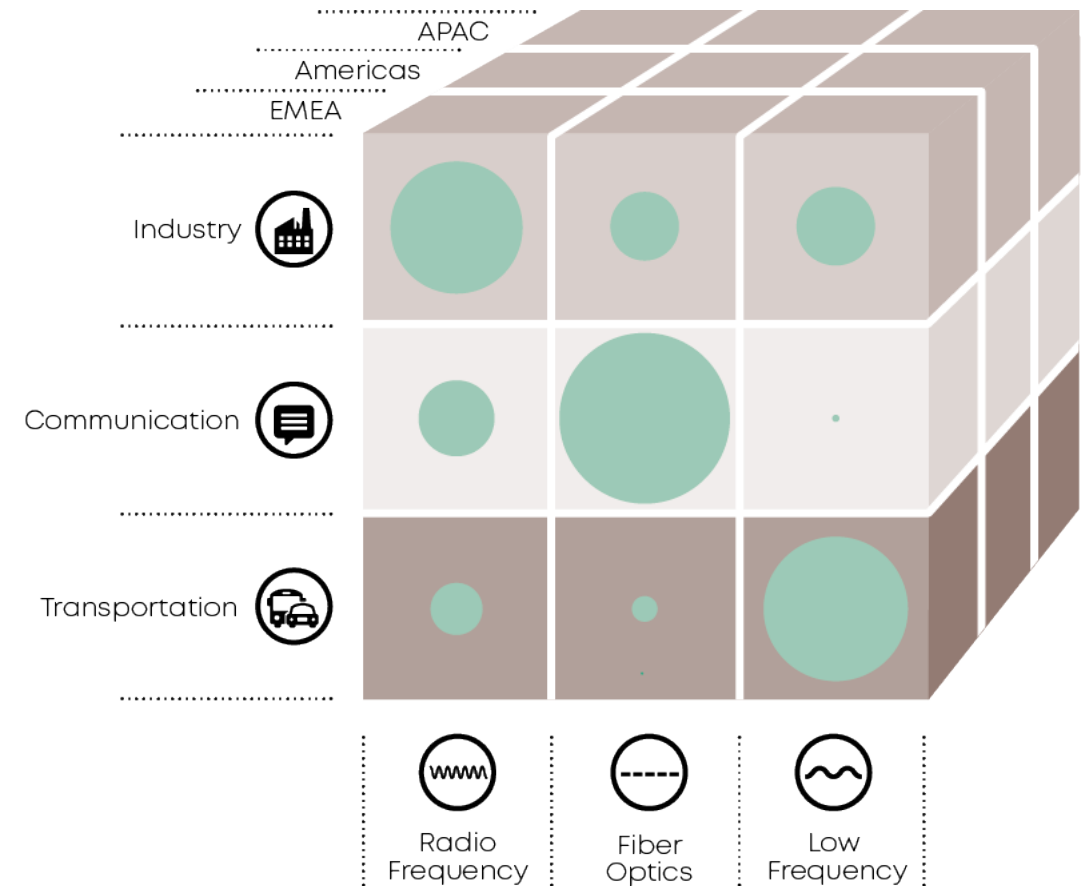 APAC
Americas
EMEA
Industry
Communication
Transportation
Radio
Frequency
Fiber
Optics
Low
Frequency